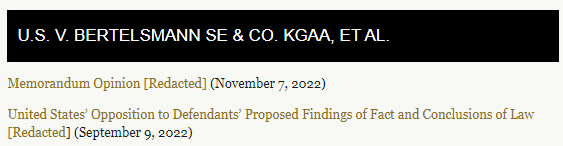 U.S. V. BERTELSMANN SE & CO. KGAA, ET AL.
Memorandum Opinion [Redacted] (November 7, 2022)
United States’ Opposition to Defendants’ Proposed Findings of Fact and Conclusions of Law
[Redacted] (September 9, 2022)